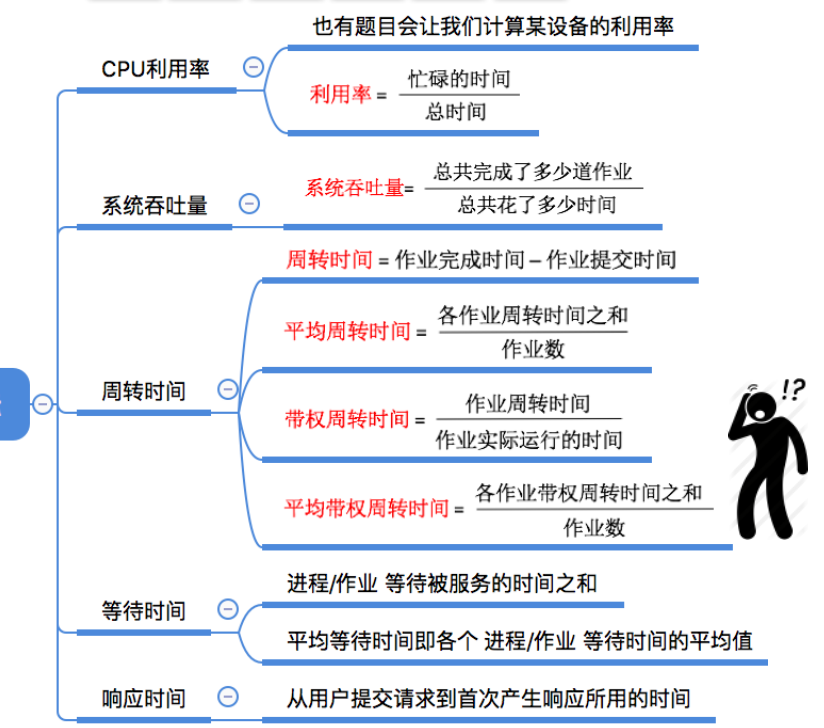 也有题目会让我们计算某设备的利用率
CPU利用率
利用率 = 忙碌的时间
总时间
系统吞吐量
系统吞吐量= 总共完成了多少道作业
总共花了多少时间
周转时间 = 作业完成时间 – 作业提交时间
平均周转时间 = 各作业周转时间之和
作业数
周转时间
带权周转时间 = 作业周转时间
作业实际运行的时间
平均带权周转时间 = 各作业带权周转时间之和
作业数
!?
等待时间
进程/作业 等待被服务的时间之和
平均等待时间即各个 进程/作业 等待时间的平均值
响应时间
从用户提交请求到首次产生响应所用的时间